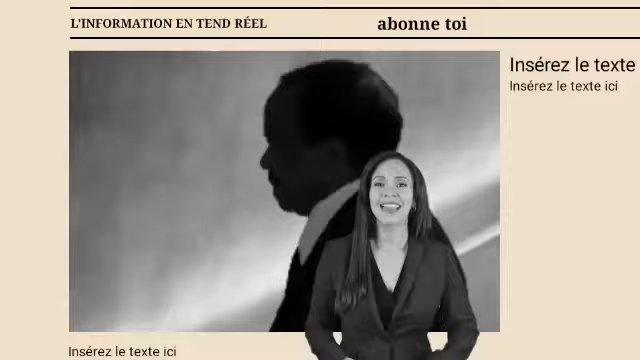 L'INFORMATION EN TEND RÉEL
abonne toi
Insérez le texte
Insérez le texte ici
Insérez le texte ici